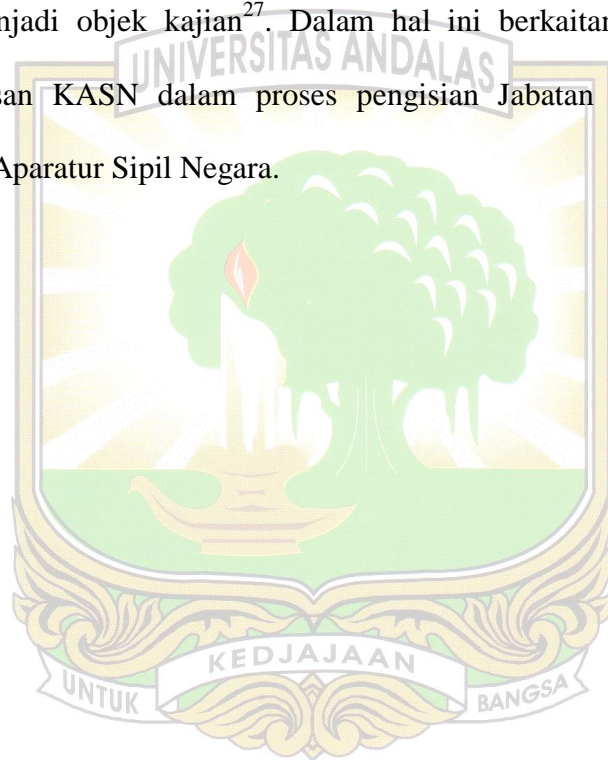 njadi objek kajian27. Dalam hal ini berkaitan
UNIVERSITAS ANDALAS
san KASN dalam proses pengisian Jabatan
Aparatur Sipil Negara.
UNTUK KEDJAJAAN BANGSA